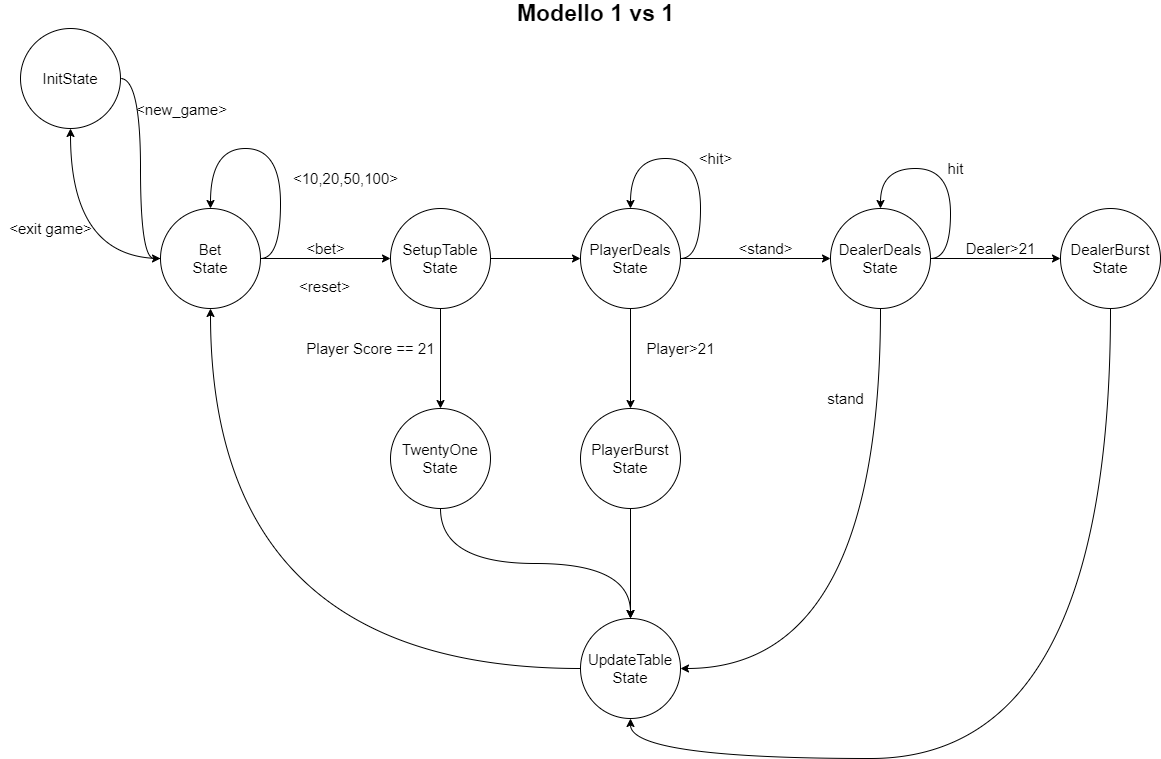 Modello 1 vs 1
InitState
<new_game>
<exit game>
<10,20,50,100>
<hit>
hit
Bet
State
<bet>
<reset>
SetupTable
State
PlayerDeals
State
<stand>
DealerDeals
State
Dealer>21
DealerBurst
State
Player Score == 21
Player>21
stand
TwentyOne
State
PlayerBurst
State
UpdateTable
State